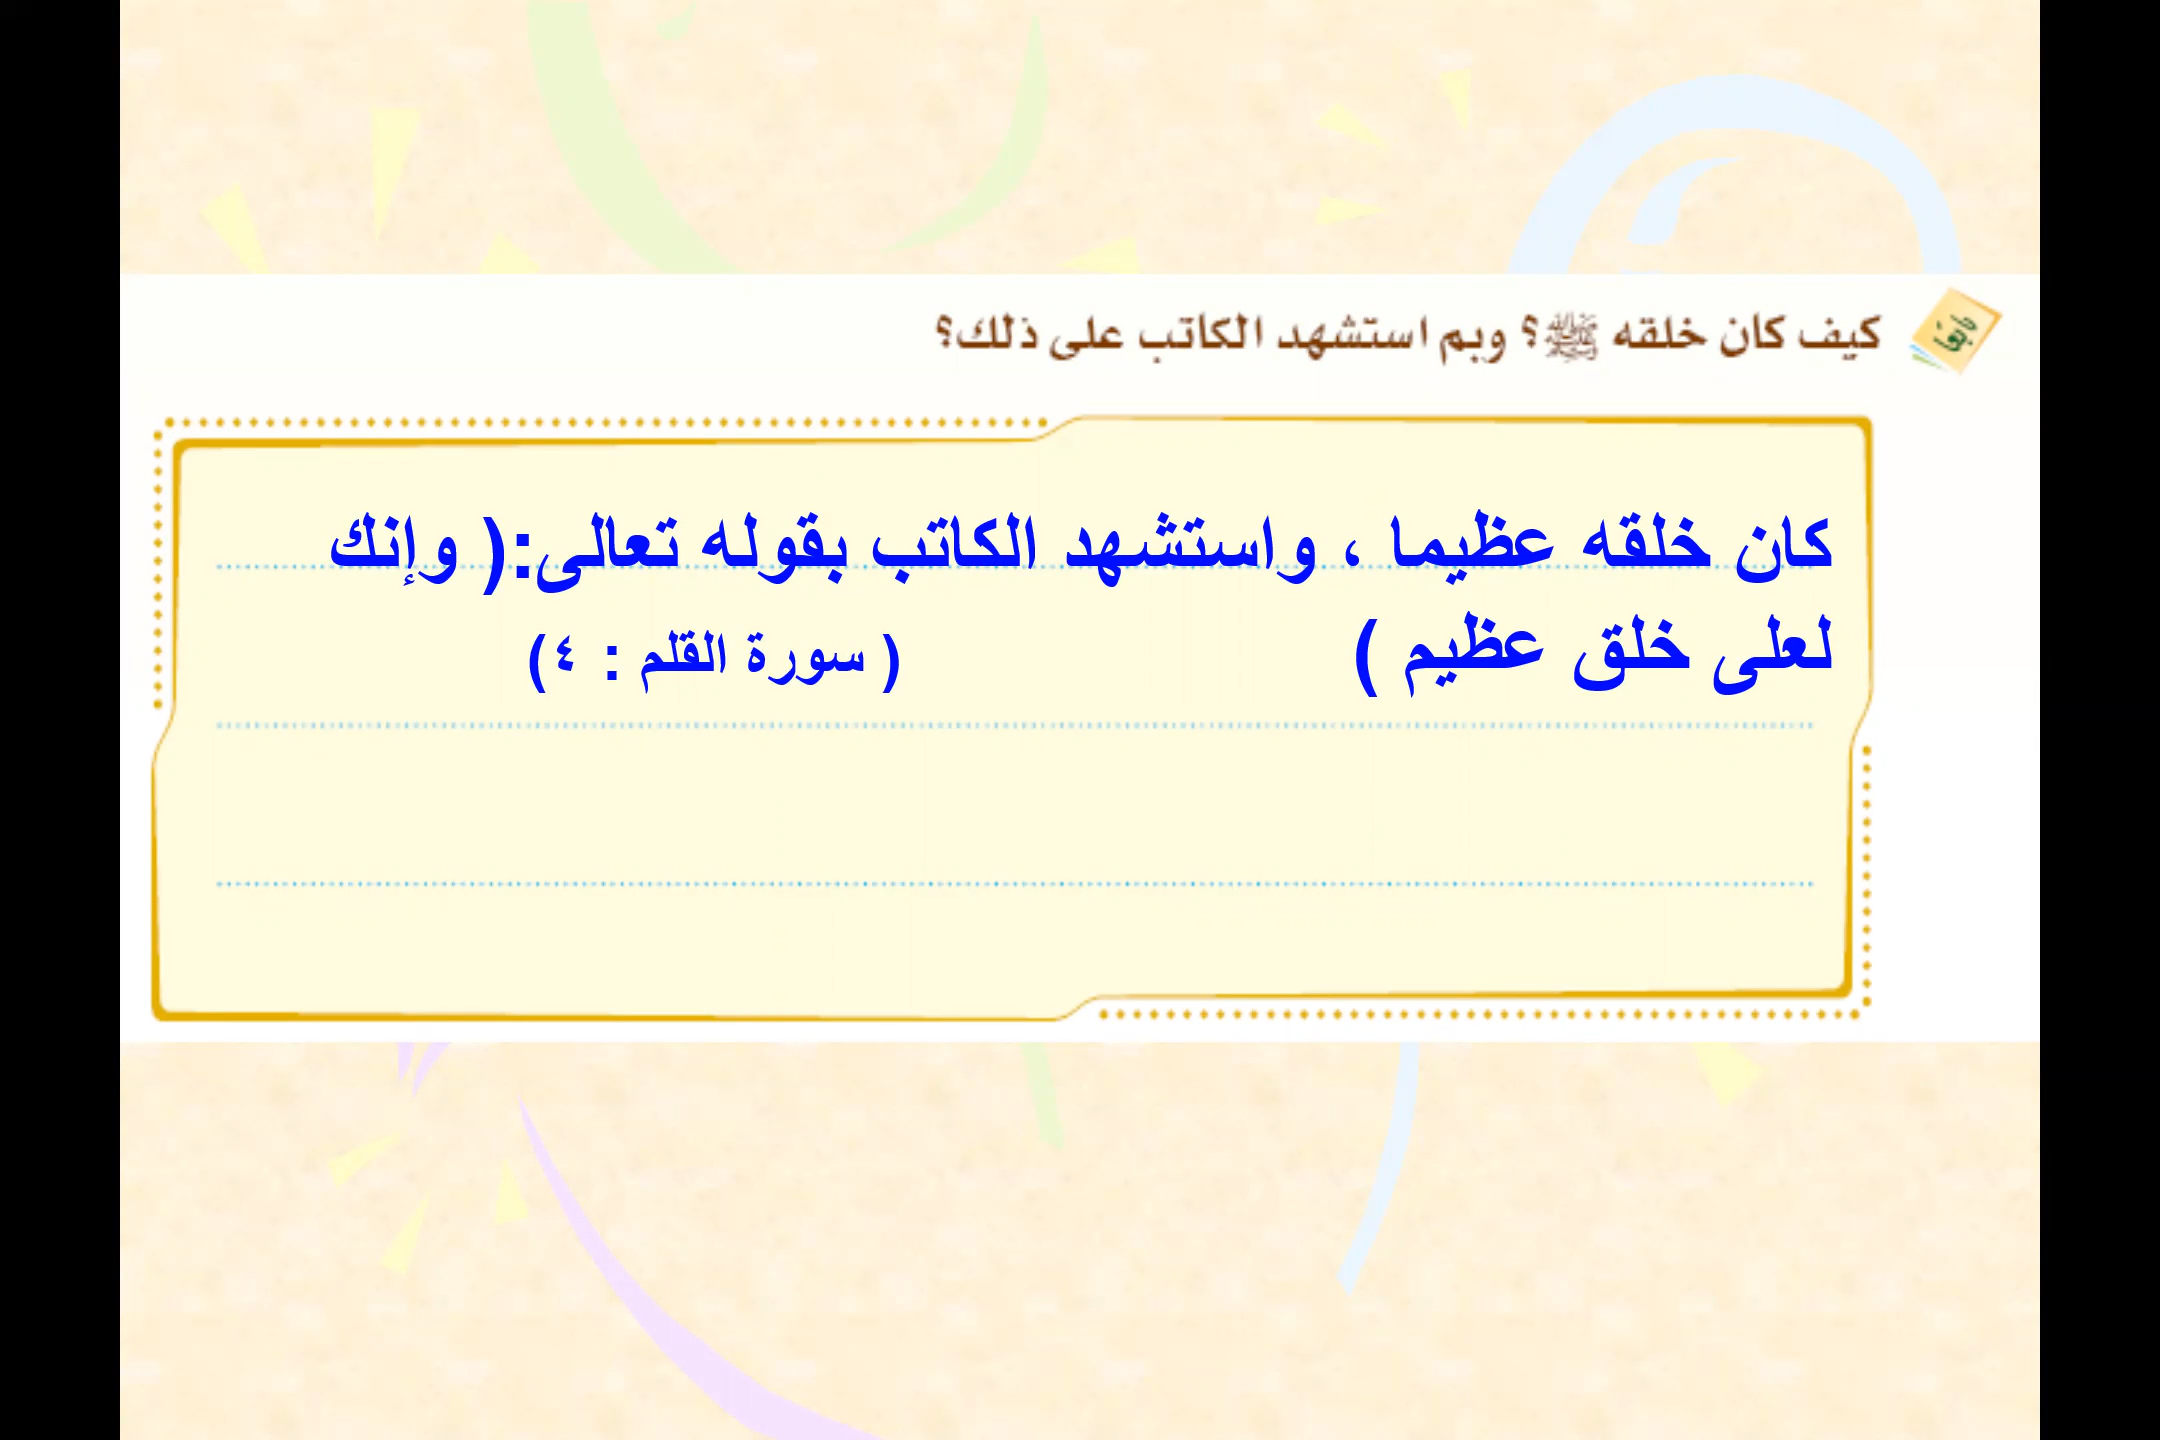 رابعًا
كيف كان خلقه ﷺ؟ وبم استشهد الكاتب على ذلك؟
كان خلقه عظيما ، واستشهد الكاتب بقوله تعالى:( وإنك
لعلى خلق عظيم ) ( سورة القلم : ٤)